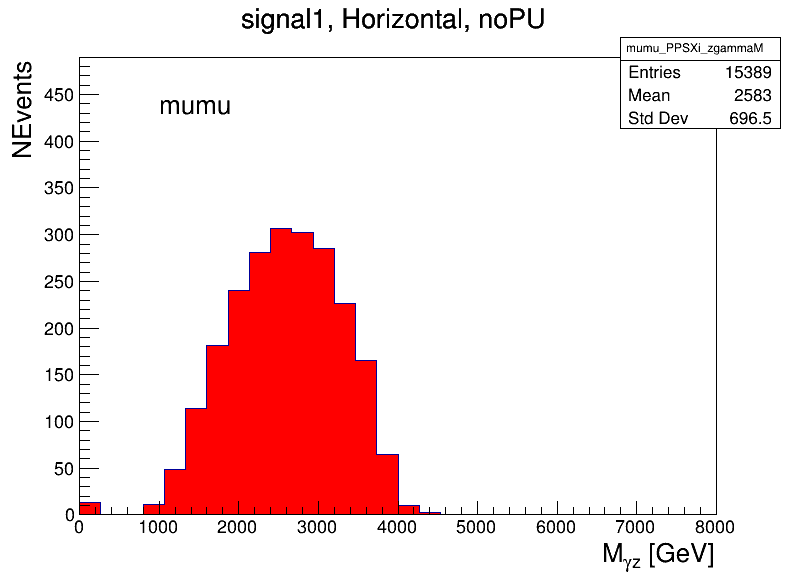 signal1, Horizontal, noPU
mumu_PPSXi_zgammaM
Entries 15389
Mean 2583
Std Dev 696.5
NEvents
mumu
450
400
350
300
250
200
150
100
50
0
0 1000 2000 3000 4000 5000 6000 7000 8000
Mγz [GeV]